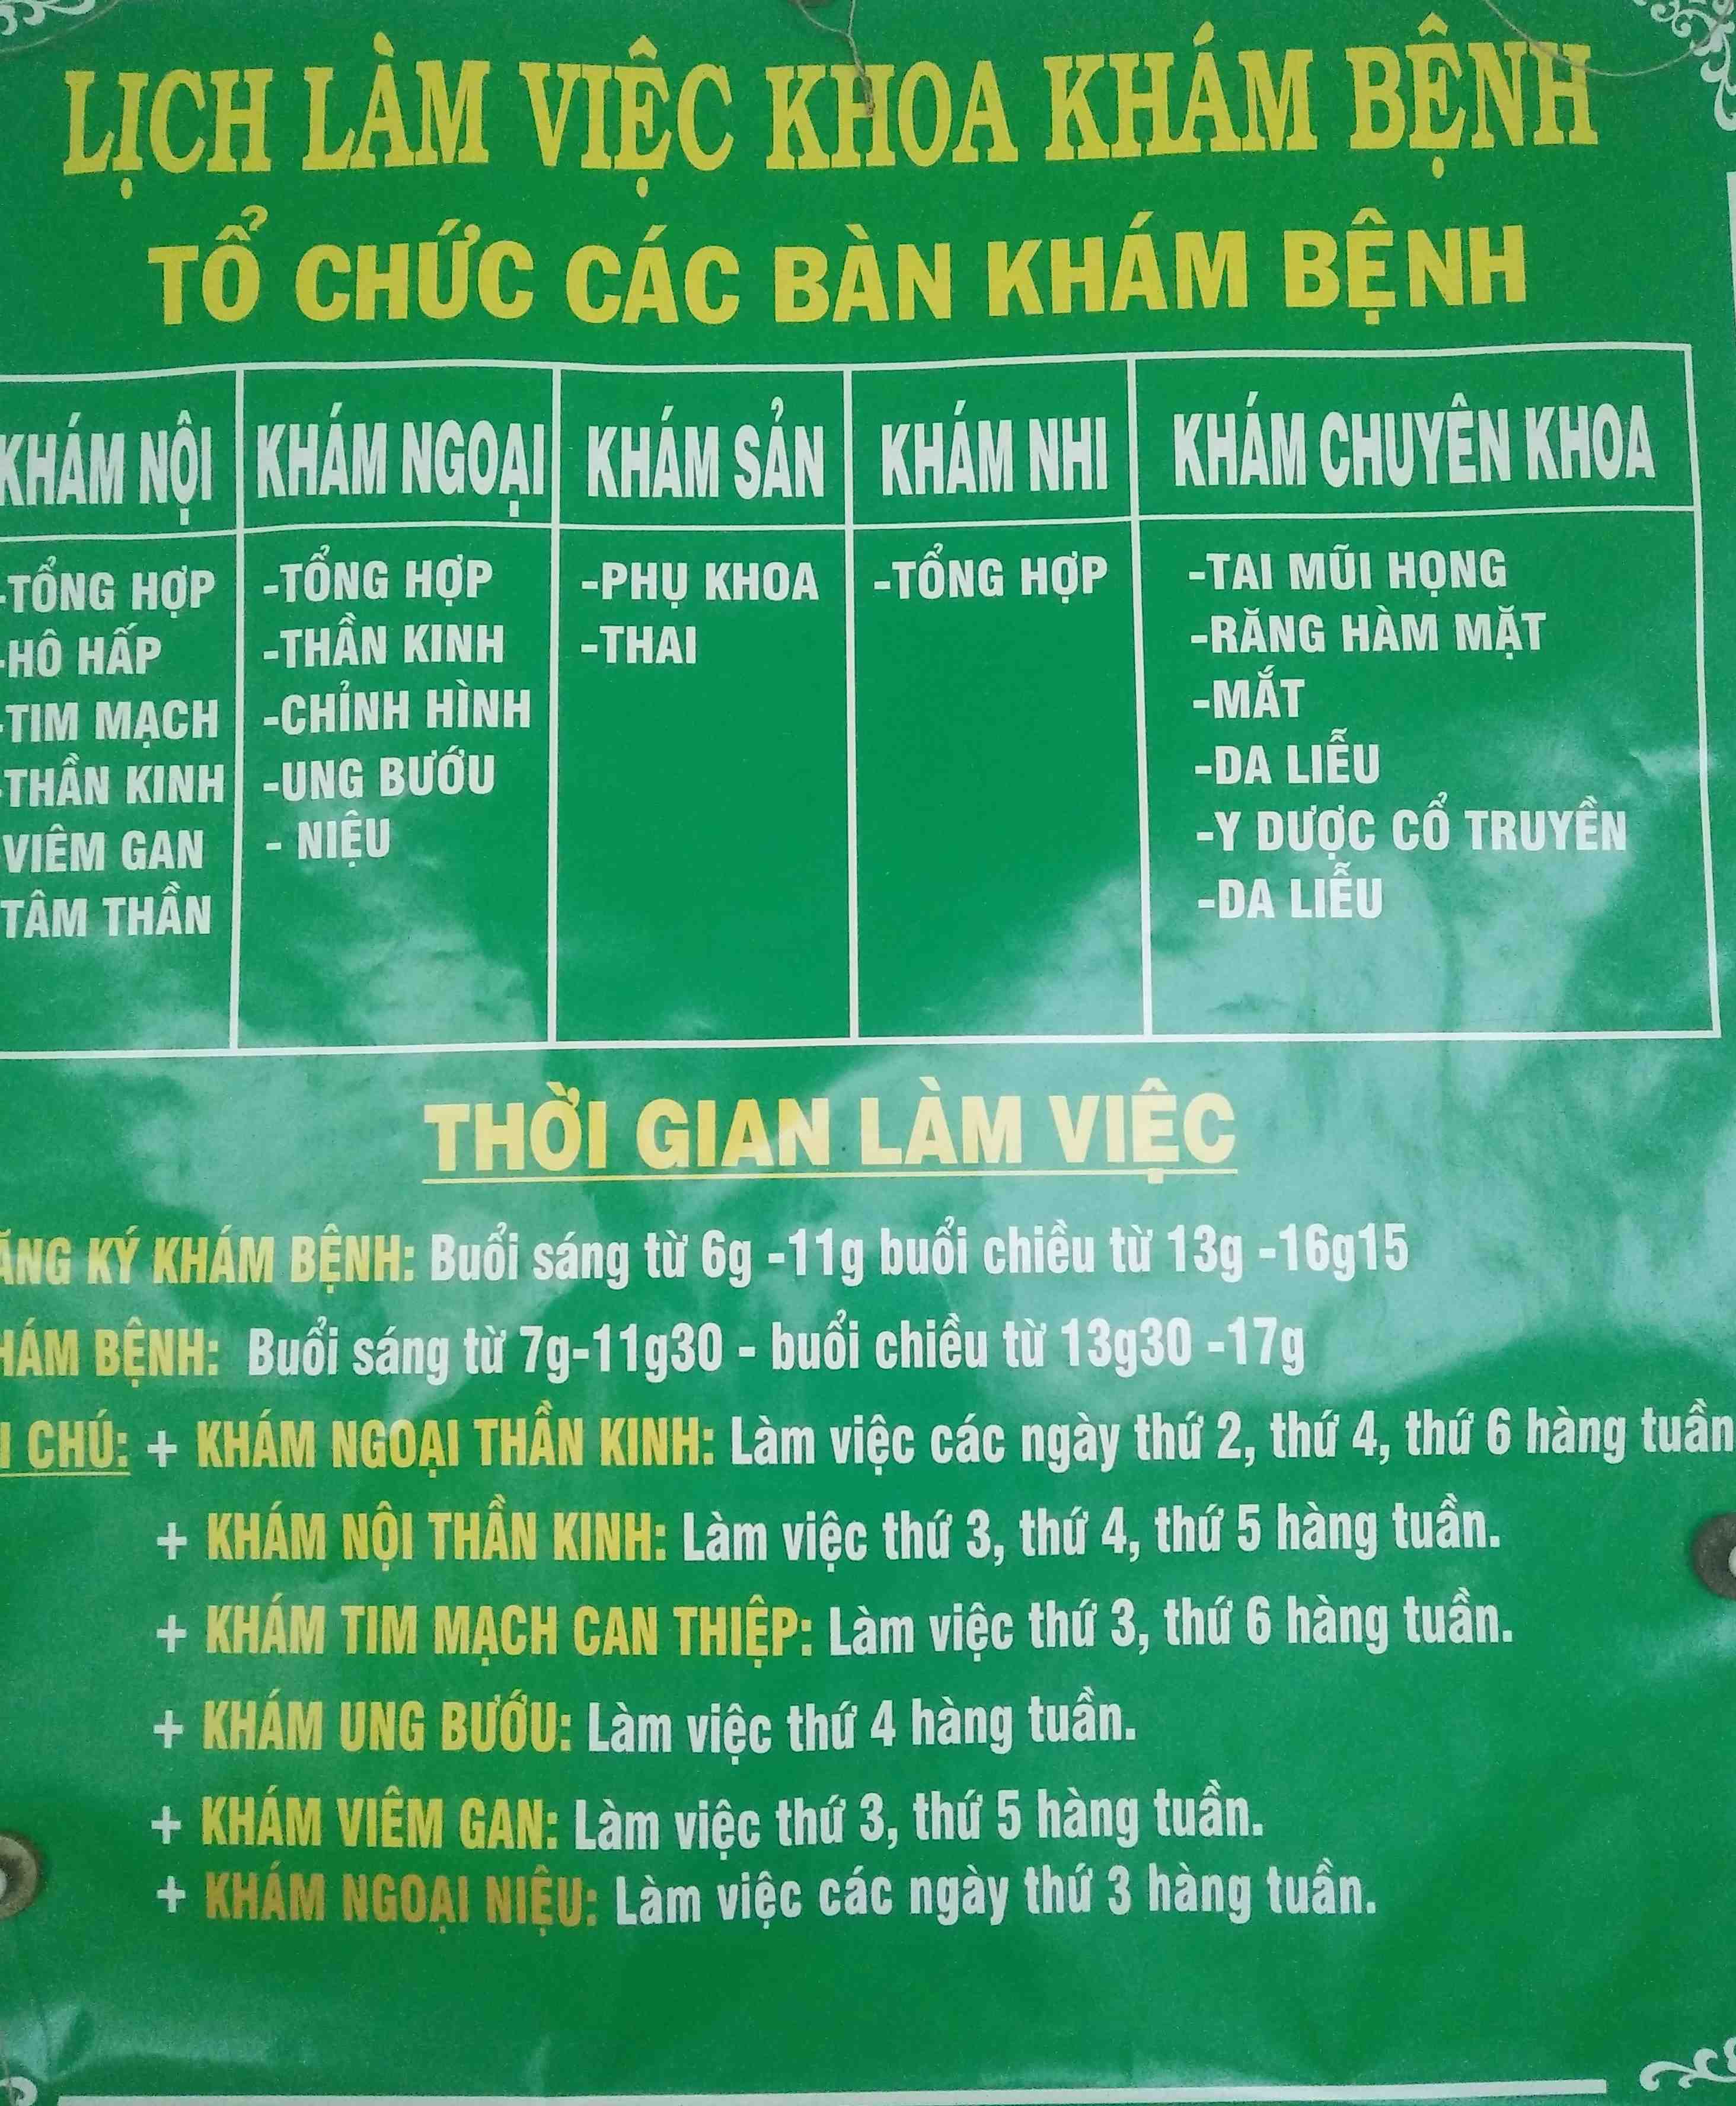 LỊCH LÀM VIỆC KHOA KHÁM BỆNH
TỔ CHỨC CÁC BÀN KHÁM BỆNH
KHÁM NỘI
-TỔNG HỢP
-HÔ HẤP
-TIM MẠCH
-THẦN KINH
VIÊM GAN
TÂM THẦN
KHÁM NGOẠI
-TỔNG HỢP
-THẦN KINH
-CHỈNH HÌNH
-UNG BƯỚU
- NIỆU
KHÁM SẢN
-PHỤ KHOA
-THAI
KHÁM NHI
-TỔNG HỢP
KHÁM CHUYÊN KHOA
-TAI MŨI HỌNG
-RĂNG HÀM MẶT
-MẮT
-DA LIỄU
-Y DƯỢC CỔ TRUYỀN
-DA LIỄU
THỜI GIAN LÀM VIỆC
ĂNG KÝ KHÁM BỆNH: Buổi sáng từ 6g -11g buổi chiều từ 13g -16g15
HÁM BỆNH: Buổi sáng từ 7g-11g30 - buổi chiều từ 13g30 -17g
I CHÚ: + KHÁM NGOẠI THẦN KINH: Làm việc các ngày thứ 2, thứ 4, thứ 6 hàng tuần
+ KHÁM NỘI THẦN KINH: Làm việc thứ 3, thứ 4, thứ 5 hàng tuần.
+ KHÁM TIM MẠCH CAN THIỆP: Làm việc thứ 3, thứ 6 hàng tuần.
+ KHÁM UNG BƯỚU: Làm việc thứ 4 hàng tuần.
+ KHÁM VIÊM GAN: Làm việc thứ 3, thứ 5 hàng tuần.
+ KHÁM NGOẠI NIỆU: Làm việc các ngày thứ 3 hàng tuần.